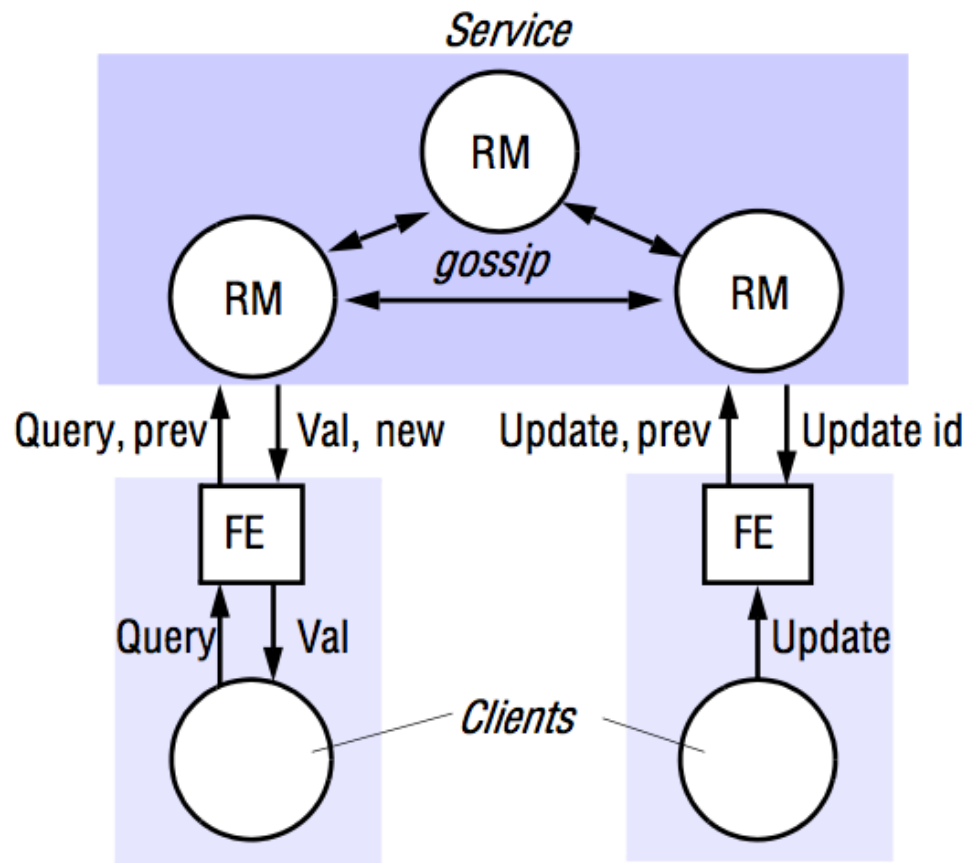 Service
RM
gossip
RM
RM
Query, prev
Val, new
Update, prev
Update id
FE
FE
Query
Val
Update
Clients